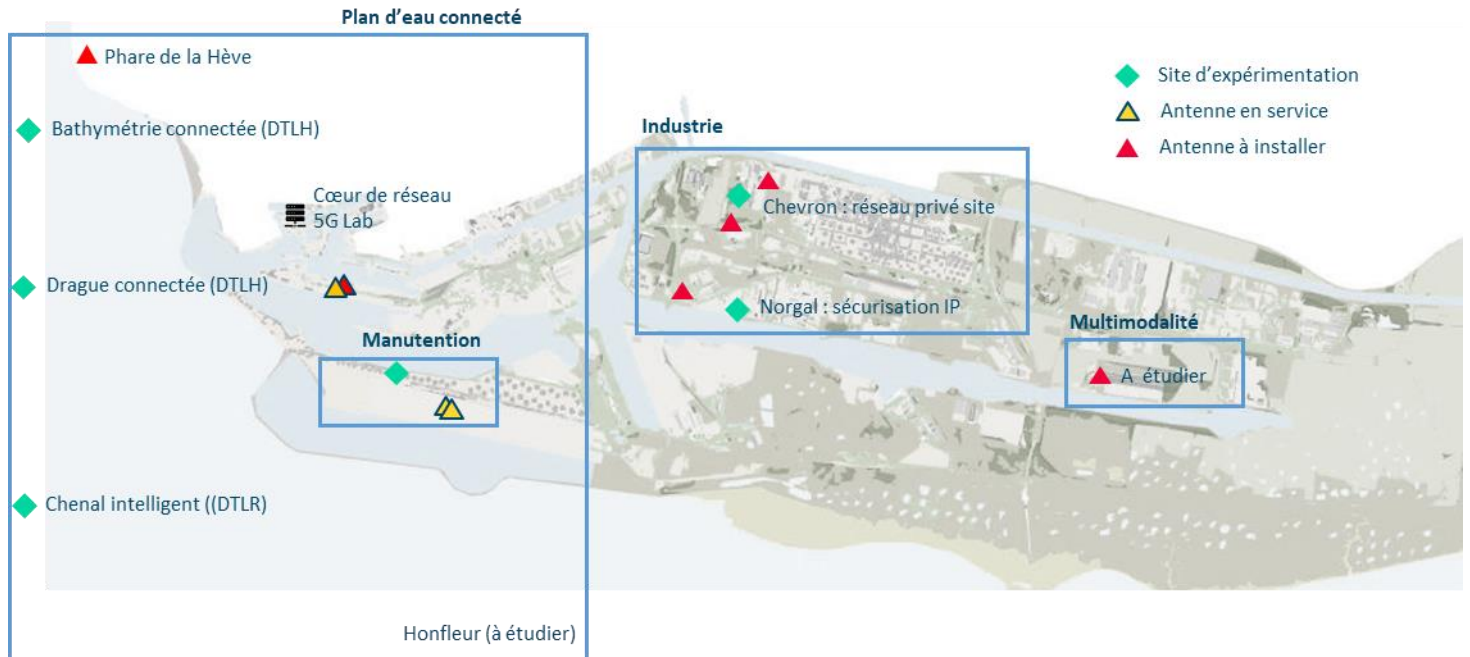 Plan d'eau connecté
Phare de la Hève
Bathymétrie connectée (DTLH)
Cœur de réseau
5G Lab
Drague connectée (DTLH)
Manutention
Chenal intelligent ((DTLR)
Honfleur (à étudier)
Industrie
Chevron : réseau privé site
Norgal : sécurisation IP
Multimodalité
A étudier
Site d'expérimentation
Antenne en service
Antenne à installer